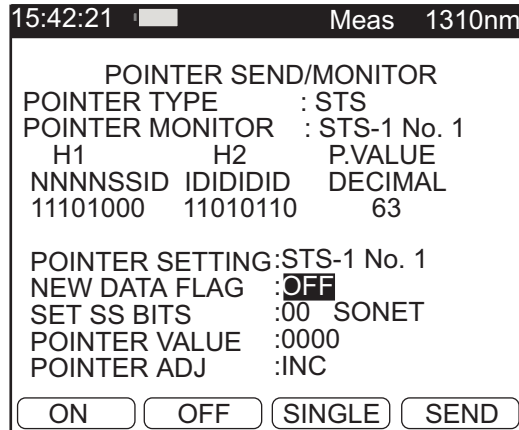 15:42:21 Meas 1310nm
POINTER SEND/MONITOR
POINTER TYPE : STS
POINTER MONITOR : STS-1 No. 1
H1 H2 P.VALUE
NNNNSSID IDIDIDID DECIMAL
11101000 11010110 63
POINTER SETTING :STS-1 No. 1
NEW DATA FLAG :OFF
SET SS BITS :00 SONET
POINTER VALUE :0000
POINTER ADJ :INC
ON OFF SINGLE SEND